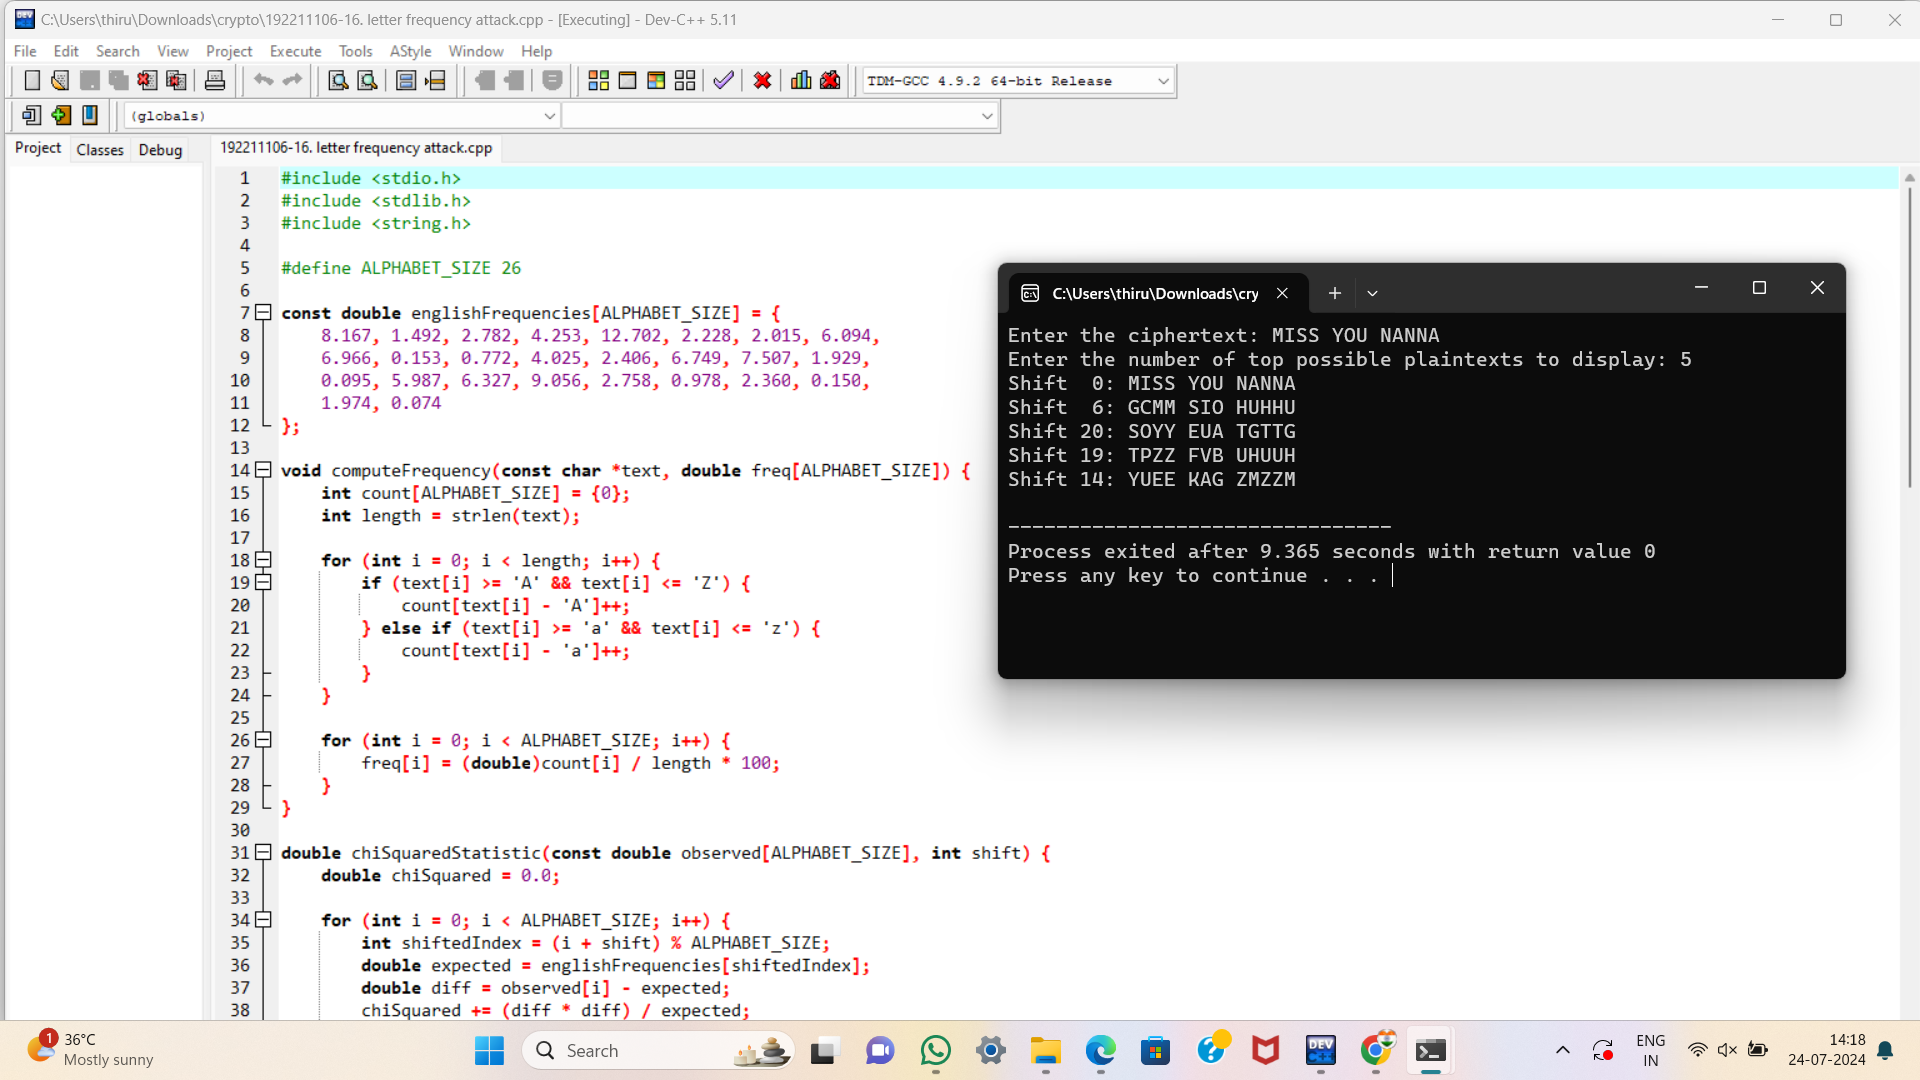 C:\Users\thiru\Downloads\crypto\192211106-16. letter frequency attack.cpp - [Executing] - Dev-C++ 5.11
File Edit Search View Project Execute Tools AStyle Window Help
TDM-GCC 4.9.2 64-bit Release
(globals)
Project Classes Debug
192211106-16. letter frequency attack.cpp
1 #include <stdio.h>
2 #include <stdlib.h>
3 #include <string.h>
4
5 #define ALPHABET_SIZE 26
6
7 const double englishFrequencies[ALPHABET_SIZE] = {
8 8.167, 1.492, 2.782, 4.253, 12.702, 2.228, 2.015, 6.094,
9 6.966, 0.153, 0.772, 4.025, 2.406, 6.749, 7.507, 1.929,
10 0.095, 5.987, 6.327, 9.056, 2.758, 0.978, 2.360, 0.150,
11 1.974, 0.074
12 };
13
14 void computeFrequency(const char *text, double freq[ALPHABET_SIZE]) {
15 int count[ALPHABET_SIZE] = {0};
16 int length = strlen(text);
17
18 for (int i = 0; i < length; i++) {
19 if (text[i] >= 'A' && text[i] <= 'Z') {
20 count[text[i] - 'A']++;
21 } else if (text[i] >= 'a' && text[i] <= 'z') {
22 count[text[i] - 'a']++;
23 }
24 }
25
26 for (int i = 0; i < ALPHABET_SIZE; i++) {
27 freq[i] = (double)count[i] / length * 100;
28 }
29 }
30
31 double chiSquaredStatistic(const double observed[ALPHABET_SIZE], int shift) {
32 double chiSquared = 0.0;
33
34 for (int i = 0; i < ALPHABET_SIZE; i++) {
35 int shiftedIndex = (i + shift) % ALPHABET_SIZE;
36 double expected = englishFrequencies[shiftedIndex];
37 double diff = observed[i] - expected;
38 chiSquared += (diff * diff) / expected;
C:\Users\thiru\Downloads\cry
Enter the ciphertext: MISS YOU NANNA
Enter the number of top possible plaintexts to display: 5
Shift  0: MISS YOU NANNA
Shift  6: GCMM SIO HUHHU
Shift 20: SOYY EUA TGTTG
Shift 19: TPZZ FVB UHUUH
Shift 14: YUEE KAG ZMZZM
--------------------------------
Process exited after 9.365 seconds with return value 0
Press any key to continue . . .
1
36°C
Mostly sunny
Search
DEV
ENG
IN
14:18
24-07-2024